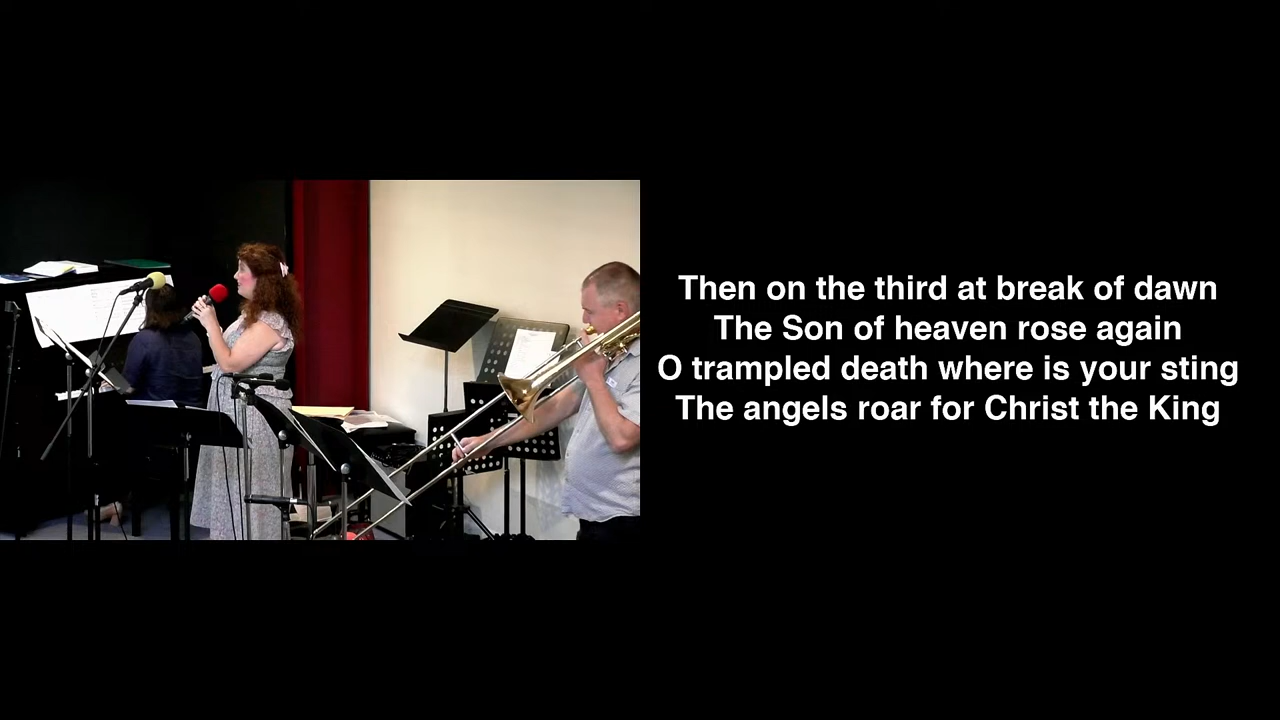 Then on the third at break of dawn
The Son of heaven rose again
O trampled death where is your sting
The angels roar for Christ the King